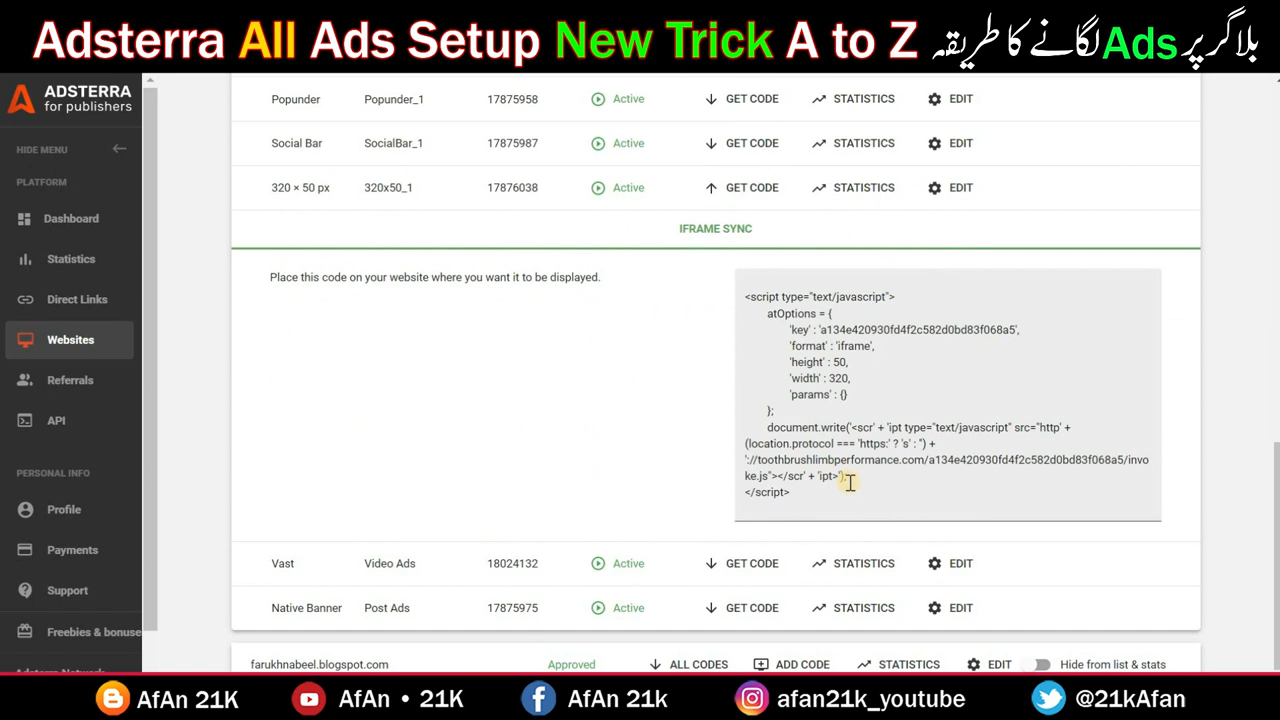 Adsterra All Ads Setup New Trick A to Z بلاگر پر Ads لگانے کا طریقہ
ADSTERRA
for publishers
HIDE MENU
PLATFORM
Dashboard
Statistics
Direct Links
Websites
Referrals
API
PERSONAL INFO
Profile
Payments
Support
Freebies & bonuse
Adsterra Network
Popunder Popunder_1 17875958 Active GET CODE STATISTICS EDIT
Social Bar SocialBar_1 17875987 Active GET CODE STATISTICS EDIT
320 × 50 px 320x50_1 17876038 Active GET CODE STATISTICS EDIT
IFRAME SYNC
Place this code on your website where you want it to be displayed.
<script type="text/javascript">
atOptions = {
'key' : 'a134e420930fd4f2c582d0bd83f068a5',
'format' : 'iframe',
'height' : 50,
'width' : 320,
'params' : {}
};
document.write('<scr' + 'ipt type="text/javascript" src="http' +
(location.protocol === 'https:' ? 's' : '') +
'://toothbrushlimbperformance.com/a134e420930fd4f2c582d0bd83f068a5/invo
ke.js"></scr' + 'ipt>');
</script>
Vast Video Ads 18024132 Active GET CODE STATISTICS EDIT
Native Banner Post Ads 17875975 Active GET CODE STATISTICS EDIT
farukhnabeel.blogspot.com Approved ALL CODES ADD CODE STATISTICS EDIT Hide from list & stats
AfAn 21K AfAn • 21K AfAn 21k afan21k_youtube @21kAfan